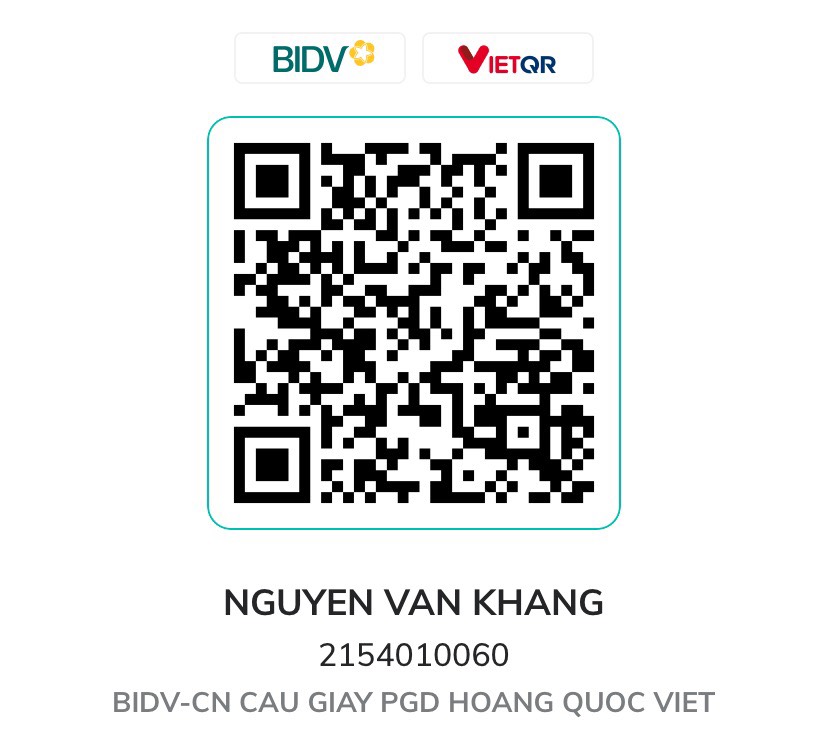 BIDV VIETQR
NGUYEN VAN KHANG
2154010060
BIDV-CN CAU GIAY PGD HOANG QUOC VIET